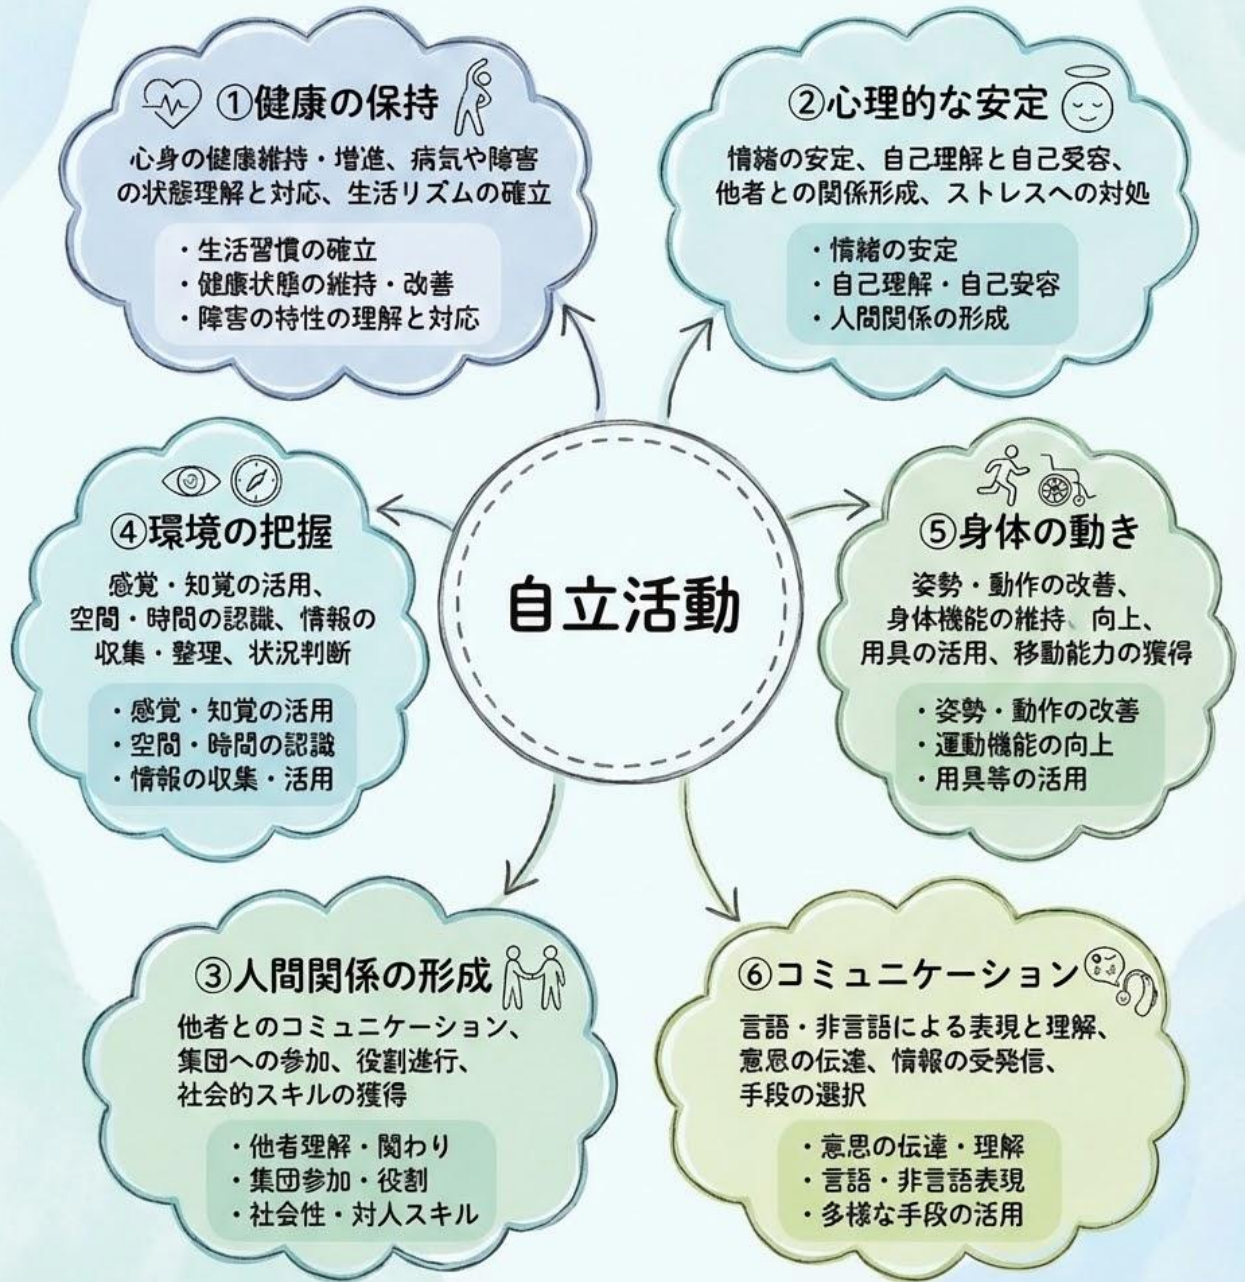 ①健康の保持
心身の健康維持・増進、病気や障害
の状態理解と対応、生活リズムの確立
・生活習慣の確立
・健康状態の維持・改善
・障害の特性の理解と対応
②心理的な安定
情緒の安定、自己理解と自己受容、
他者との関係形成、ストレスへの対処
・情緒の安定
・自己理解・自己安容
・人間関係の形成
④環境の把握
感覚・知覚の活用、
空間・時間の認識、情報の
収集・整理、状況判断
・感覚・知覚の活用
・空間・時間の認識
・情報の収集・活用
自立活動
⑤身体の動き
姿勢・動作の改善、
身体機能の維持、向上、
用具の活用、移動能力の獲得
・姿勢・動作の改善
・運動機能の向上
・用具等の活用
③人間関係の形成
他者とのコミュニケーション、
集団への参加、役割進行、
社会的スキルの獲得
・他者理解・関わり
・集団参加・役割
・社会性・対人スキル
⑥コミュニケーション
言語・非言語による表現と理解、
意思の伝達、情報の受発信、
手段の選択
・意思の伝達・理解
・言語・非言語表現
・多様な手段の活用